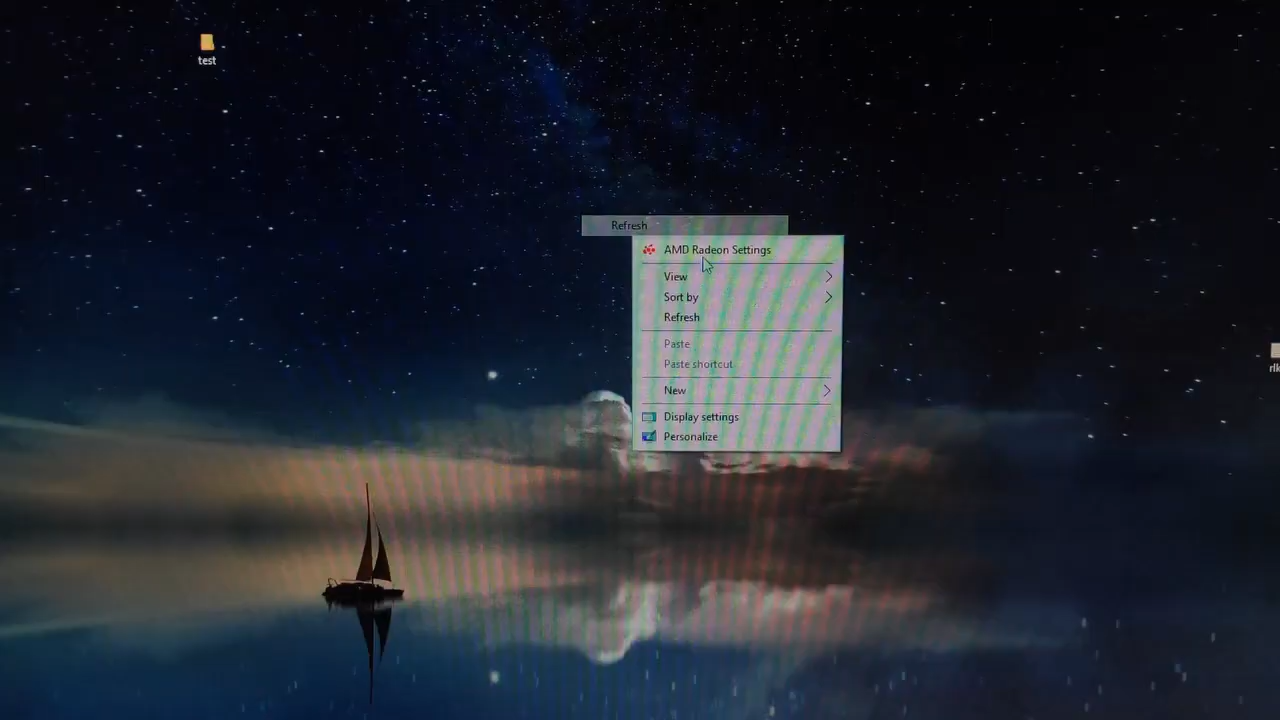 test
Refresh
AMD Radeon Settings
View
Sort by
Refresh
Paste
Paste shortcut
New
Display settings
Personalize